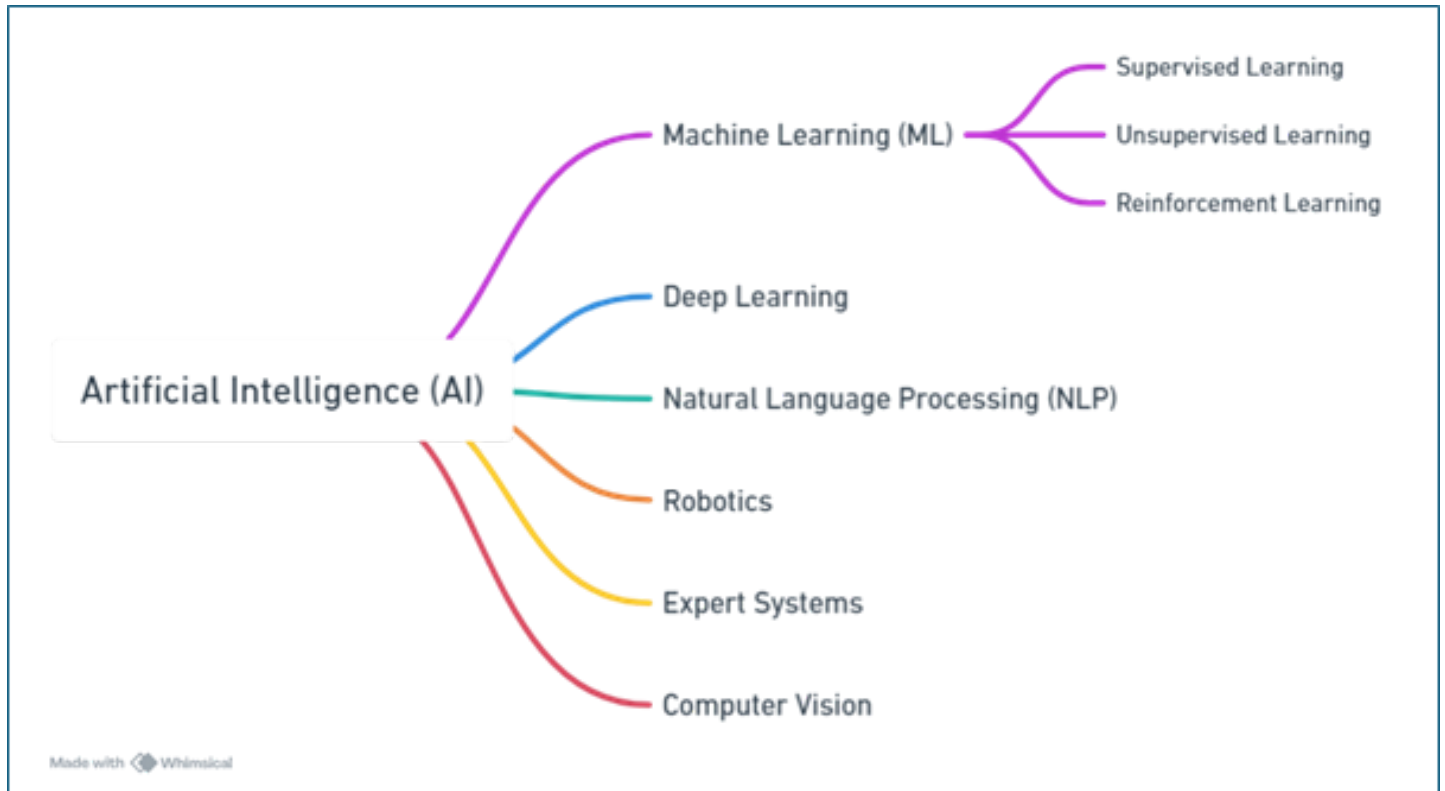 Artificial Intelligence (AI)
Machine Learning (ML)
Supervised Learning
Unsupervised Learning
Reinforcement Learning
Deep Learning
Natural Language Processing (NLP)
Robotics
Expert Systems
Computer Vision
Made with Whimsical